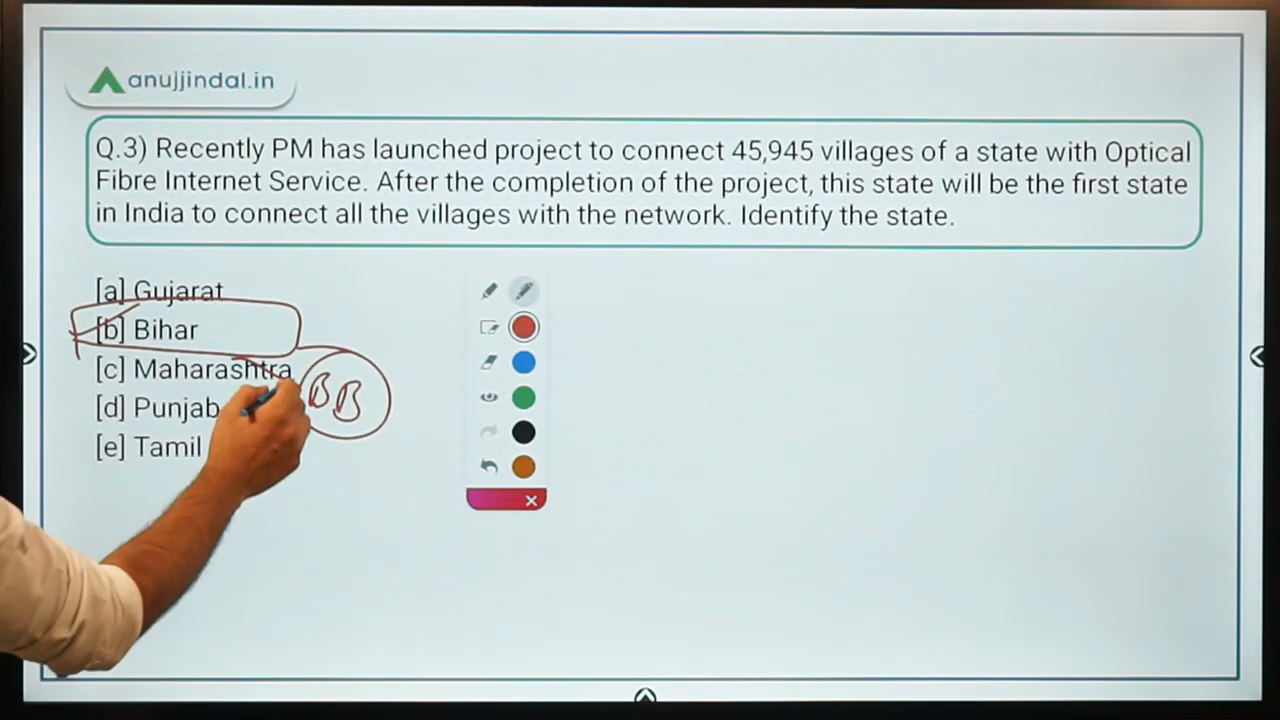 anujjindal.in
Q.3) Recently PM has launched project to connect 45,945 villages of a state with Optical
Fibre Internet Service. After the completion of the project, this state will be the first state
in India to connect all the villages with the network. Identify the state.
[a] Gujarat
[b] Bihar
[c] Maharashtra
BB
[d] Punjab
[e] Tamil